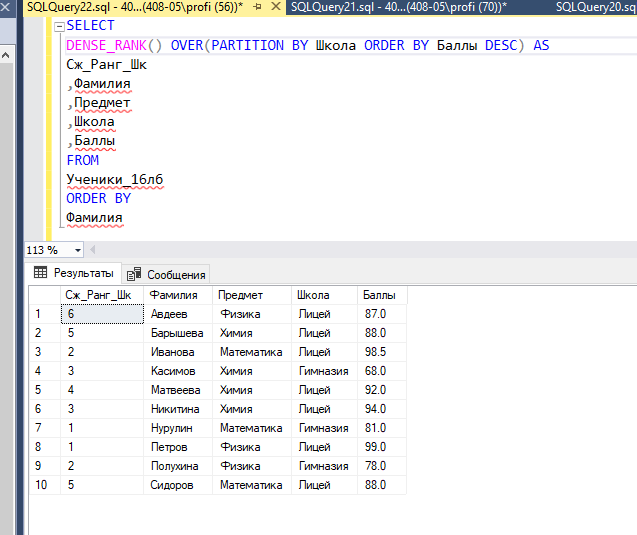 SQLQuery22.sql - 40...(408-05\profi (56))* SQLQuery21.sql - 40...(408-05\profi (70))* SQLQuery20.sq
SELECT
DENSE_RANK() OVER(PARTITION BY Школа ORDER BY Баллы DESC) AS
Сж_Ранг_Шк
,Фамилия
,Предмет
,Школа
,Баллы
FROM
Ученики_16лб
ORDER BY
Фамилия
113 %
Результаты Сообщения
Сж_Ранг_Шк Фамилия Предмет Школа Баллы
1 6 Авдеев Физика Лицей 87.0
2 5 Барышева Химия Лицей 88.0
3 2 Иванова Математика Лицей 98.5
4 3 Касимов Химия Гимназия 68.0
5 4 Матвеева Химия Лицей 92.0
6 3 Никитина Химия Лицей 94.0
7 1 Нурулин Математика Гимназия 81.0
8 1 Петров Физика Лицей 99.0
9 2 Полухина Физика Гимназия 78.0
10 5 Сидоров Математика Лицей 88.0